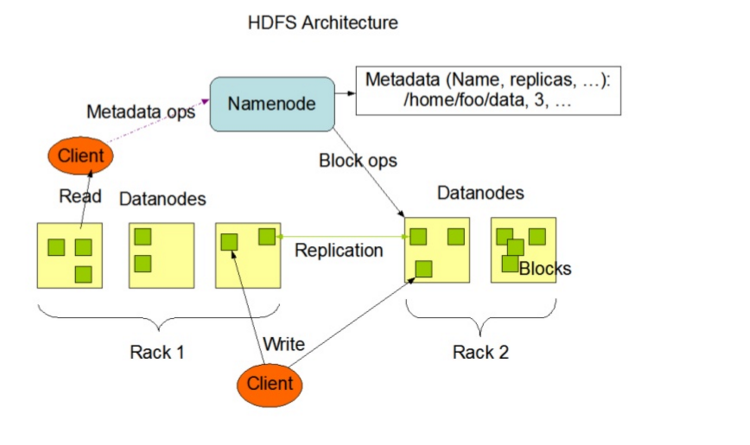 HDFS Architecture
Metadata (Name, replicas, ...):
/home/foo/data, 3, ...
Namenode
Metadata ops
Client
Block ops
Read
Datanodes
Datanodes
Replication
Blocks
Rack 1
Write
Rack 2
Client